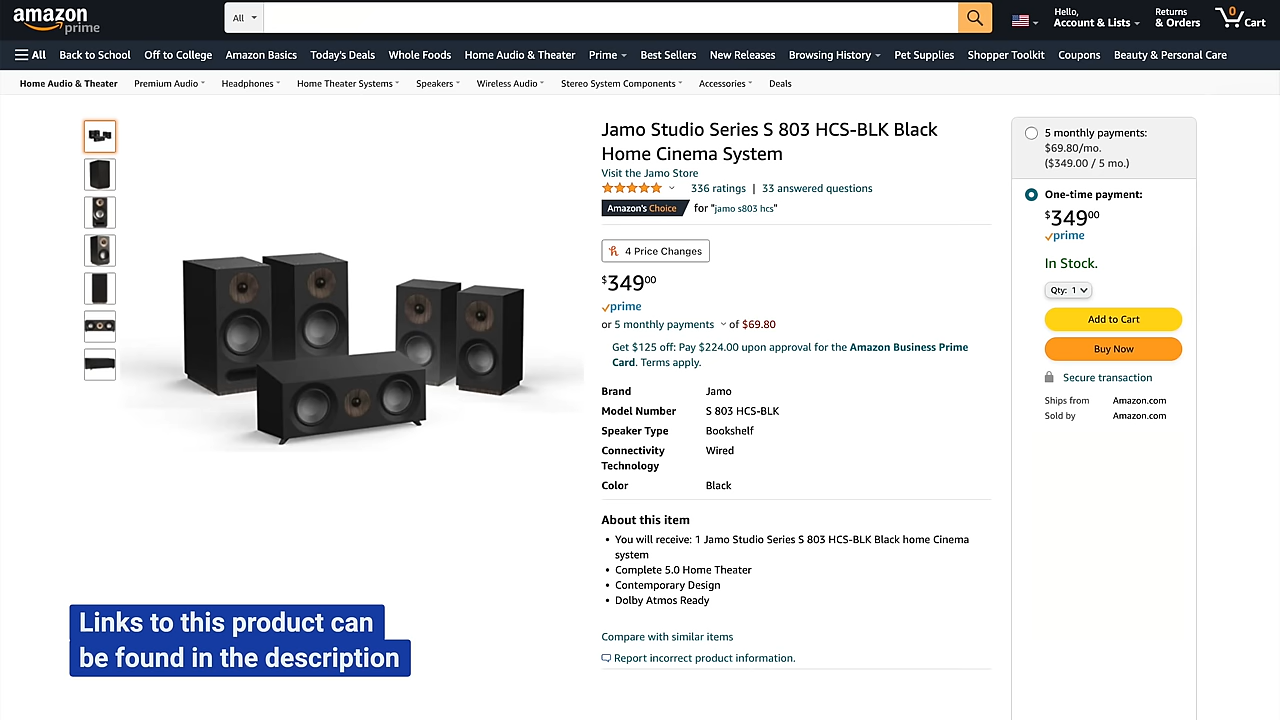 amazon
prime
All
Hello,
Account & Lists
Returns
& Orders
0
Cart
All Back to School Off to College Amazon Basics Today's Deals Whole Foods Home Audio & Theater Prime Best Sellers New Releases Browsing History Pet Supplies Shopper Toolkit Coupons Beauty & Personal Care
Home Audio & Theater Premium Audio Headphones Home Theater Systems Speakers Wireless Audio Stereo System Components Accessories Deals
Jamo Studio Series S 803 HCS-BLK Black
Home Cinema System
Visit the Jamo Store
336 ratings | 33 answered questions
Amazon's Choice for "jamo s803 hcs"
4 Price Changes
$34900
prime
or 5 monthly payments of $69.80
Get $125 off: Pay $224.00 upon approval for the Amazon Business Prime
Card. Terms apply.
Brand Jamo
Model Number S 803 HCS-BLK
Speaker Type Bookshelf
Connectivity Wired
Technology
Color Black
About this item
• You will receive: 1 Jamo Studio Series S 803 HCS-BLK Black home Cinema
system
• Complete 5.0 Home Theater
• Contemporary Design
• Dolby Atmos Ready
Compare with similar items
Report incorrect product information.
5 monthly payments:
$69.80/mo.
($349.00 / 5 mo.)
One-time payment:
$34900
prime
In Stock.
Qty: 1
Add to Cart
Buy Now
Secure transaction
Ships from Amazon.com
Sold by Amazon.com
Links to this product can
be found in the description